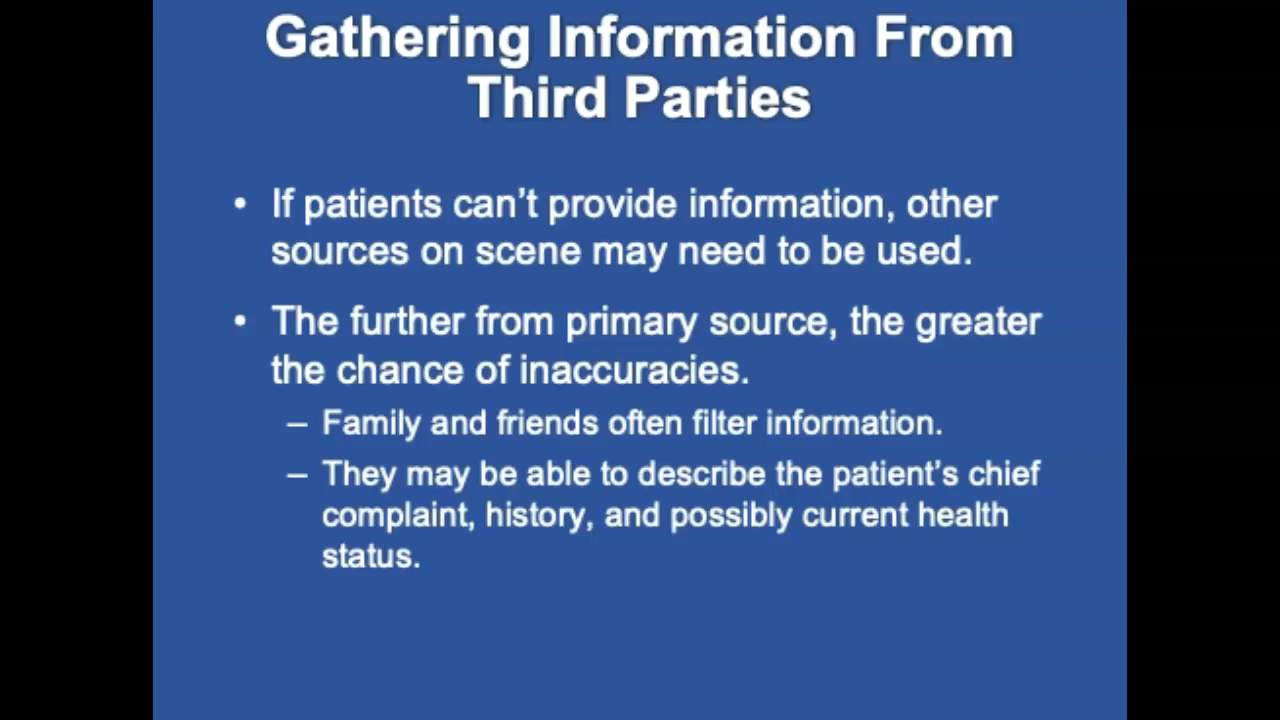 Gathering Information From
Third Parties
• If patients can’t provide information, other
sources on scene may need to be used.
• The further from primary source, the greater
the chance of inaccuracies.
– Family and friends often filter information.
– They may be able to describe the patient’s chief
complaint, history, and possibly current health
status.